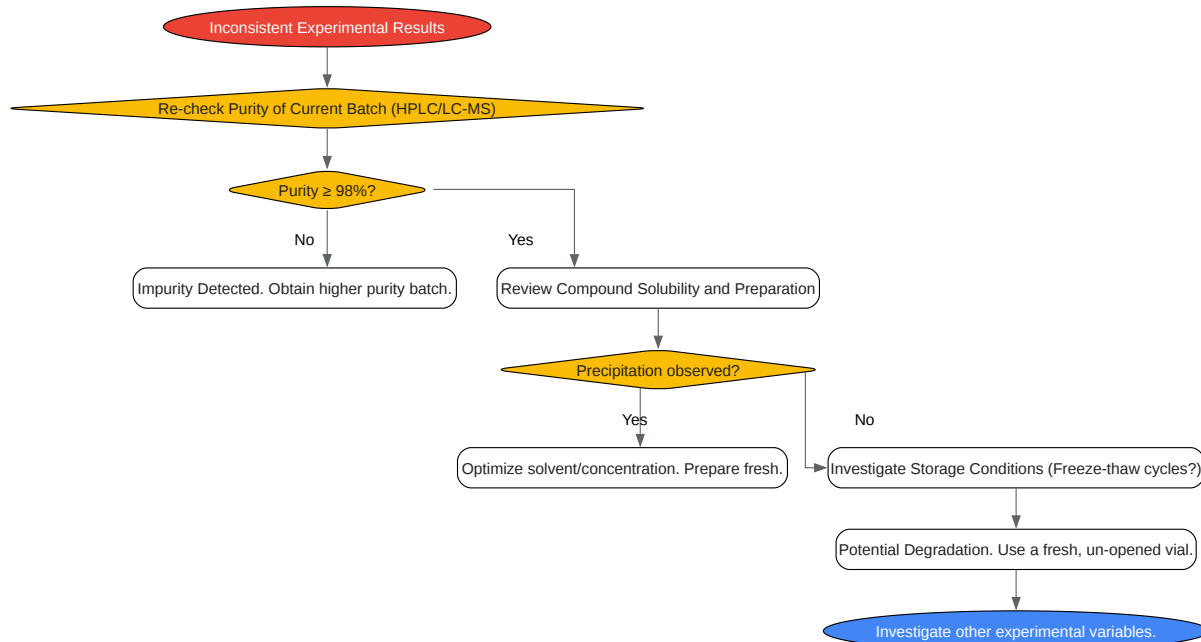 Inconsistent Experimental Results
Re-check Purity of Current Batch (HPLC/LC-MS)
Purity ≥ 98%?
No
Yes
Impurity Detected. Obtain higher purity batch.
Review Compound Solubility and Preparation
Precipitation observed?
Yes
No
Optimize solvent/concentration. Prepare fresh.
Investigate Storage Conditions (Freeze-thaw cycles?)
Potential Degradation. Use a fresh, un-opened vial.
Investigate other experimental variables.